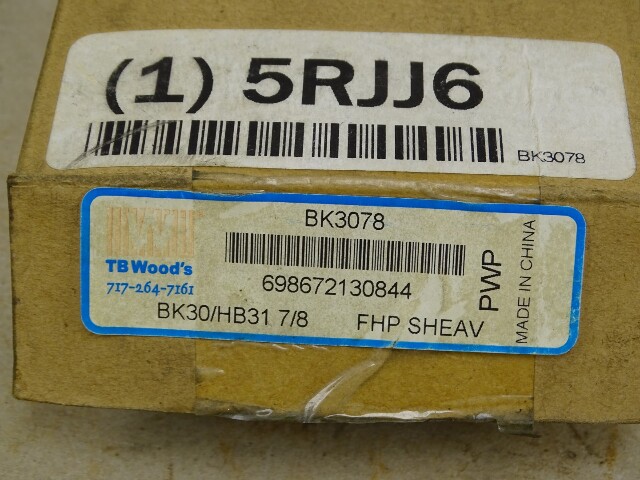 (1) 5RJJ6
BK3078
BK3078
698672130844
TB Wood's
717-264-7161
BK30/HB31 7/8 FHP SHEAV
PWP
MADE IN CHINA